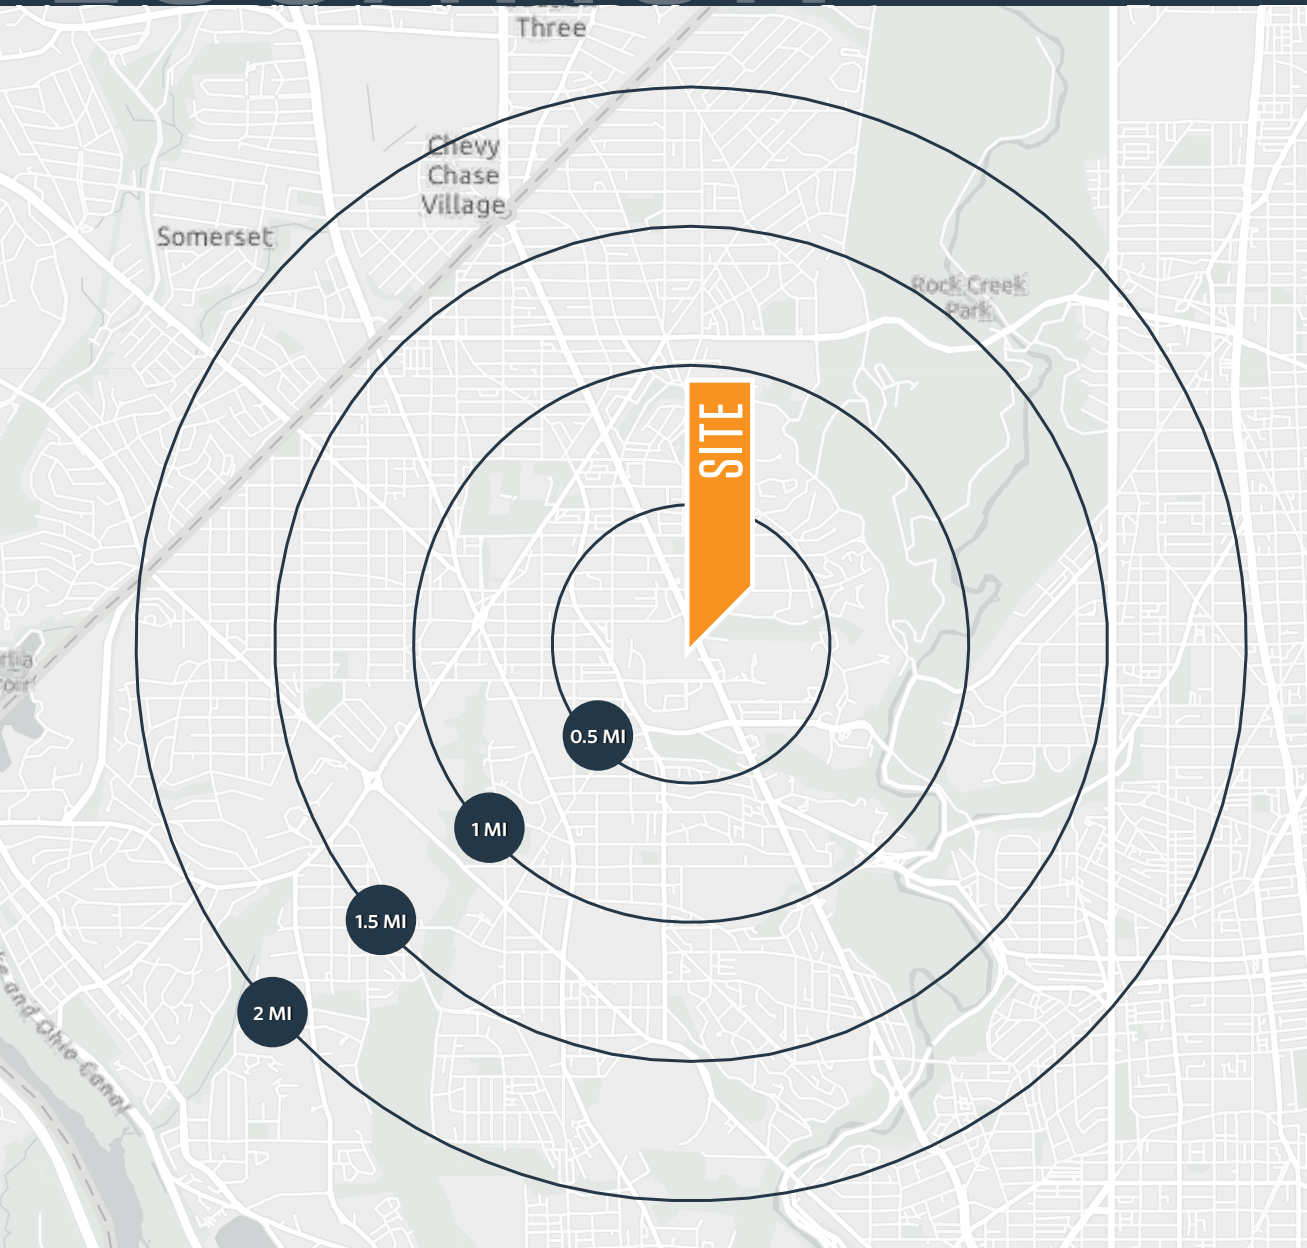 Three
Chevy
Chase
Village
Somerset
Rock Creek
Park
SITE
0.5 MI
1 MI
1.5 MI
2 MI
and Ohio Canal